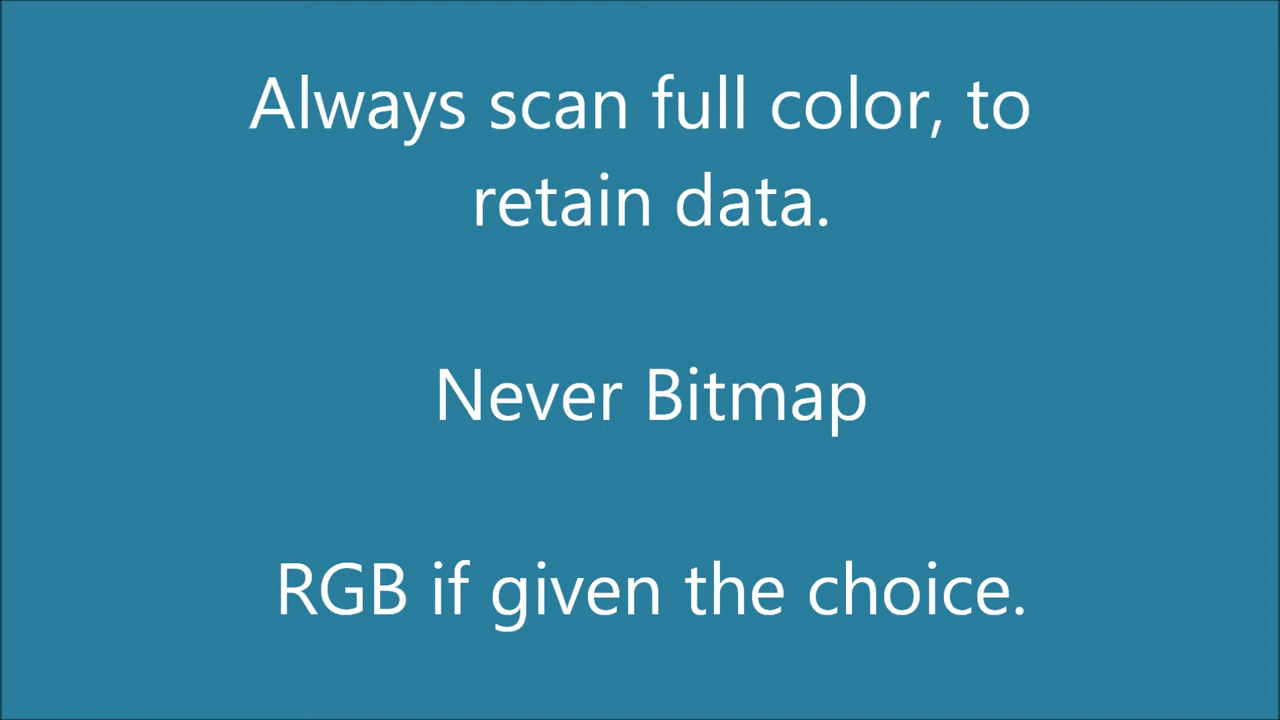 Always scan full color, to
retain data.
Never Bitmap
RGB if given the choice.